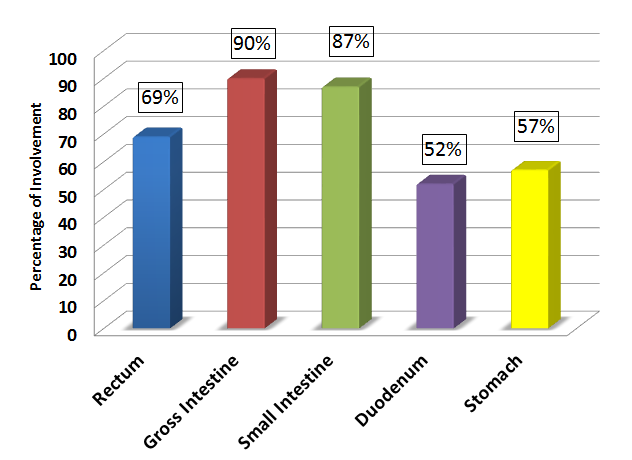 90%
87%
69%
57%
52%
Percentage of Involvement
100
90
80
70
60
50
40
30
20
10
0
Rectum
Gross Intestine
Small Intestine
Duodenum
Stomach